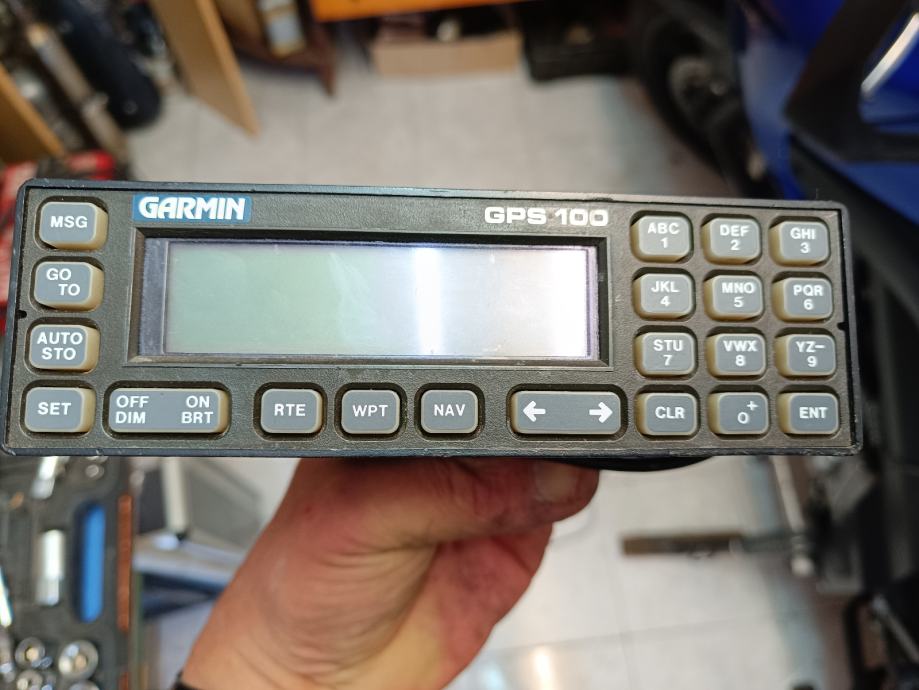 GARMIN
GPS 100
MSG
GO
TO
AUTO
STO
SET
OFF ON
DIM BRT
RTE
WPT
NAV
ABC
1
DEF
2
GHI
3
JKL
4
MNO
5
PQR
6
STU
7
VWX
8
YZ–
9
CLR
0+
ENT